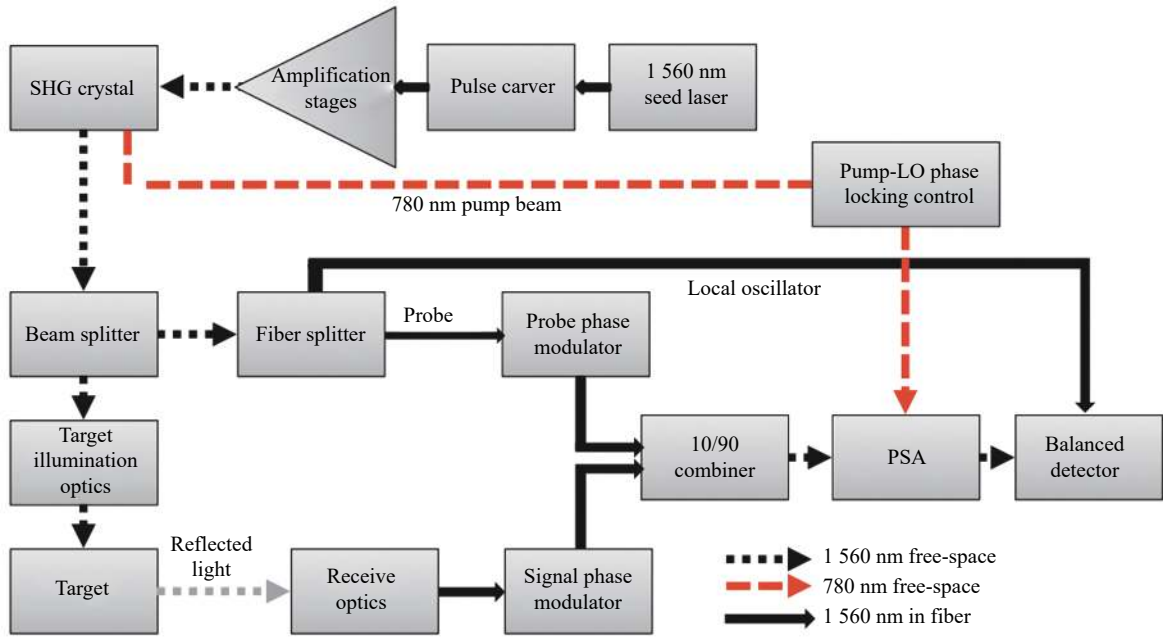 SHG crystal
Amplification
stages
Pulse carver
1 560 nm
seed laser
Pump-LO phase
locking control
780 nm pump beam
Local oscillator
Beam splitter
Fiber splitter
Probe
Probe phase
modulator
Target
illumination
optics
10/90
combiner
PSA
Balanced
detector
Target
Reflected
light
Receive
optics
Signal phase
modulator
1 560 nm free-space
780 nm free-space
1 560 nm in fiber